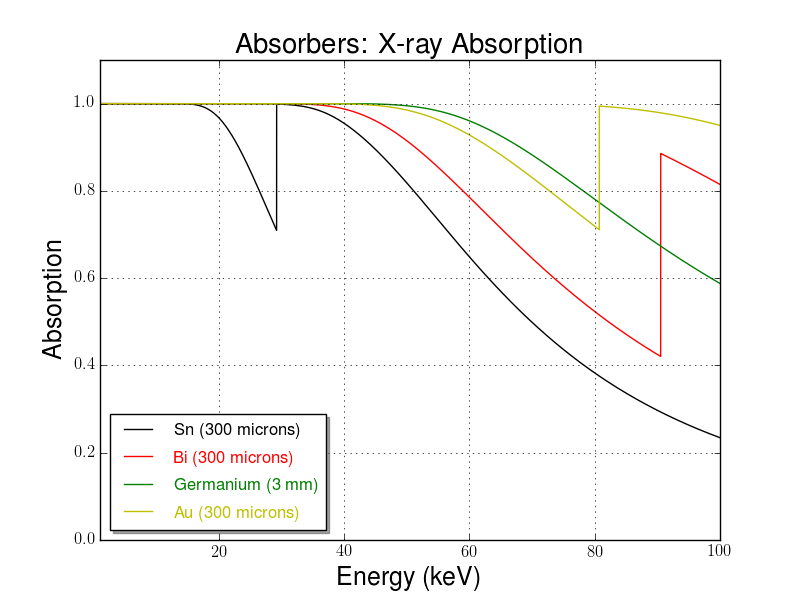 Absorbers: X-ray Absorption
1.0
0.8
0.6
0.4
0.2
0.0
Absorption
Sn (300 microns)
Bi (300 microns)
Germanium (3 mm)
Au (300 microns)
20 40 60 80 100
Energy (keV)